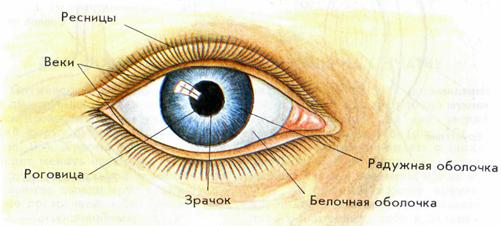 Ресницы
Веки
Роговица
Зрачок
Белочная оболочка
Радужная оболочка